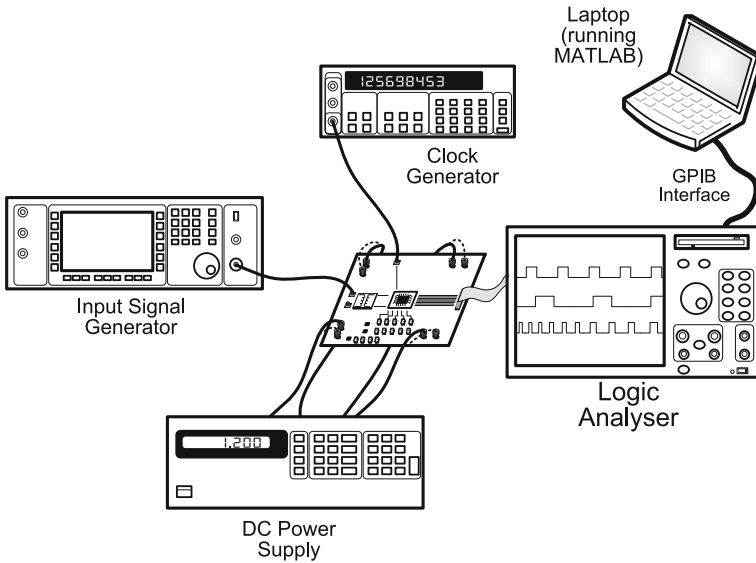 Laptop
(running
MATLAB)
125698453
Clock
Generator
GPIB
Interface
Input Signal
Generator
Logic
Analyser
1.200
DC Power
Supply